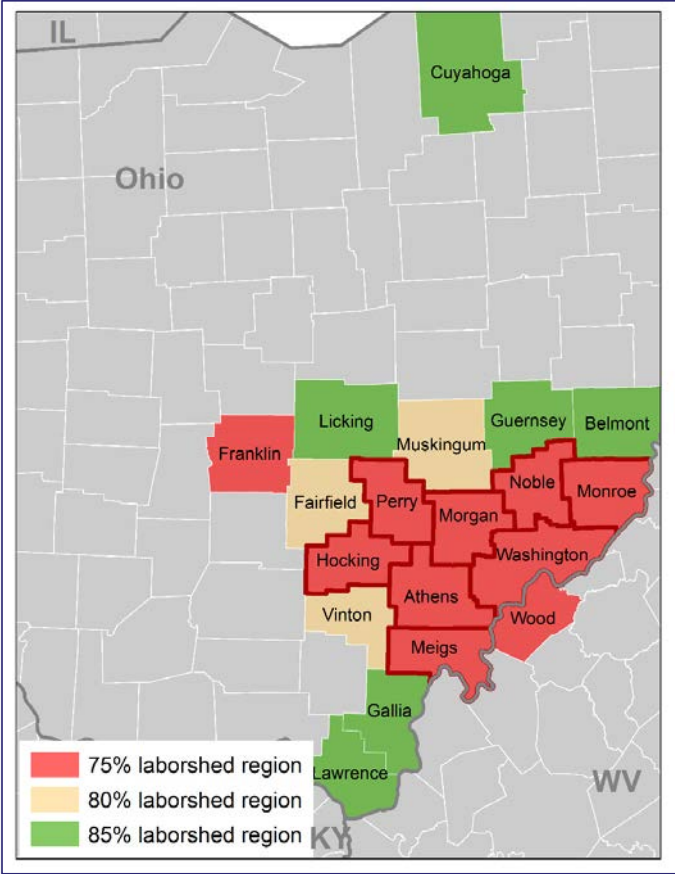 IL
Cuyahoga
Ohio
Licking
Guernsey
Belmont
Muskingum
Franklin
Noble
Monroe
Fairfield
Perry
Morgan
Washington
Hocking
Athens
Wood
Vinton
Meigs
Gallia
Lawrence
WV
KY
75% laborshed region
80% laborshed region
85% laborshed region